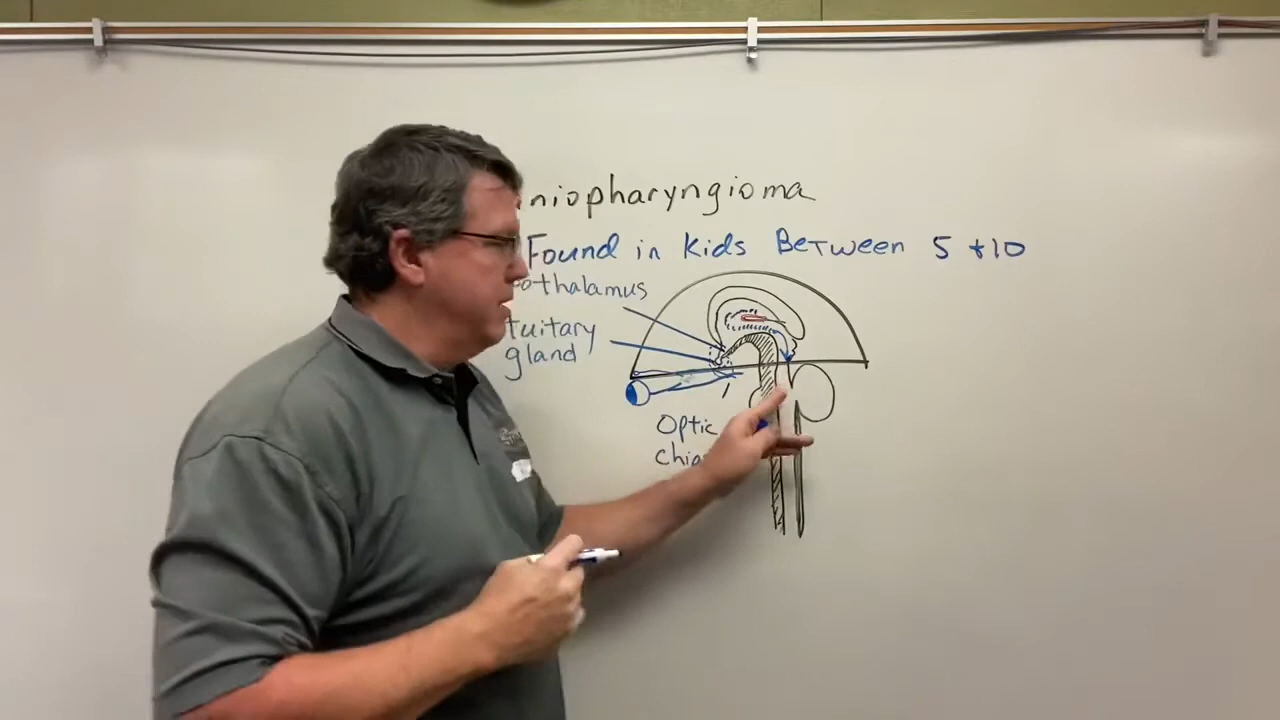 niopharyngioma
Found in Kids Between 5 + 10
othalamus
tuitary
gland
Optic
chia